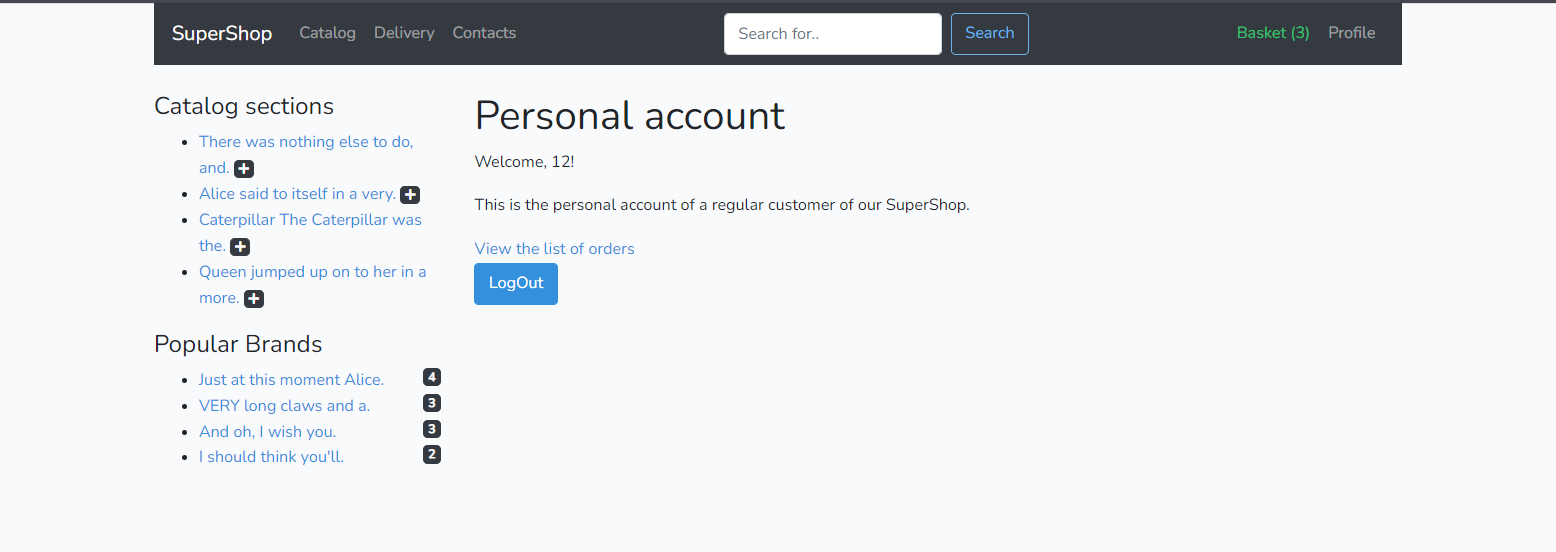 SuperShop Catalog Delivery Contacts Search for.. Search Basket (3) Profile
Catalog sections
There was nothing else to do,
and.
Alice said to itself in a very.
Caterpillar The Caterpillar was
the.
Queen jumped up on to her in a
more.
Popular Brands
Just at this moment Alice. 4
VERY long claws and a. 3
And oh, I wish you. 3
I should think you'll. 2
Personal account
Welcome, 12!
This is the personal account of a regular customer of our SuperShop.
View the list of orders
LogOut